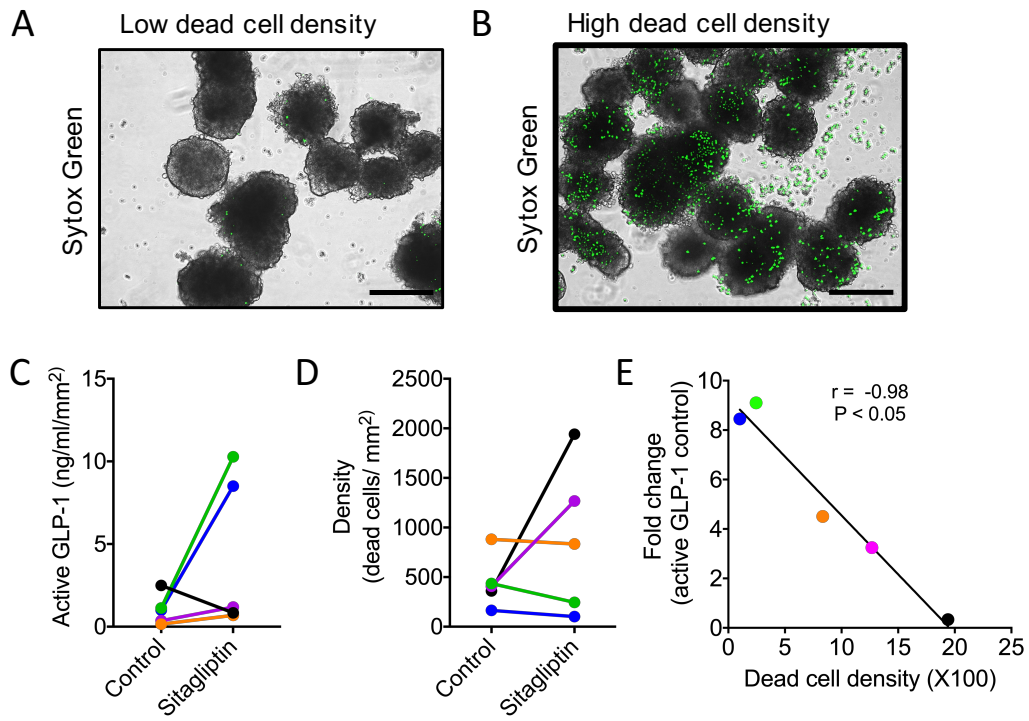 A
Low dead cell density
Sytox Green
B
High dead cell density
Sytox Green
C
Active GLP-1 (ng/ml/mm²)
15
10
5
0
Control
Sitagliptin
D
Density
(dead cells/ mm²)
2500
2000
1500
1000
500
0
Control
Sitagliptin
E
Fold change
(active GLP-1 control)
10
8
6
4
2
0
r = -0.98
P < 0.05
0
5
10
15
20
25
Dead cell density (X100)